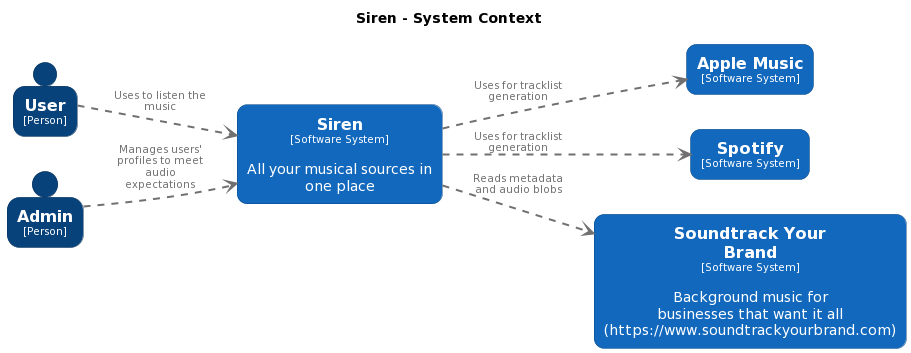 Siren - System Context
User
[Person]
Admin
[Person]
Uses to listen the
music
Manages users'
profiles to meet
audio
expectations
Siren
[Software System]
All your musical sources in
one place
Uses for tracklist
generation
Uses for tracklist
generation
Reads metadata
and audio blobs
Apple Music
[Software System]
Spotify
[Software System]
Soundtrack Your
Brand
[Software System]
Background music for
businesses that want it all
(https://www.soundtrackyourbrand.com)